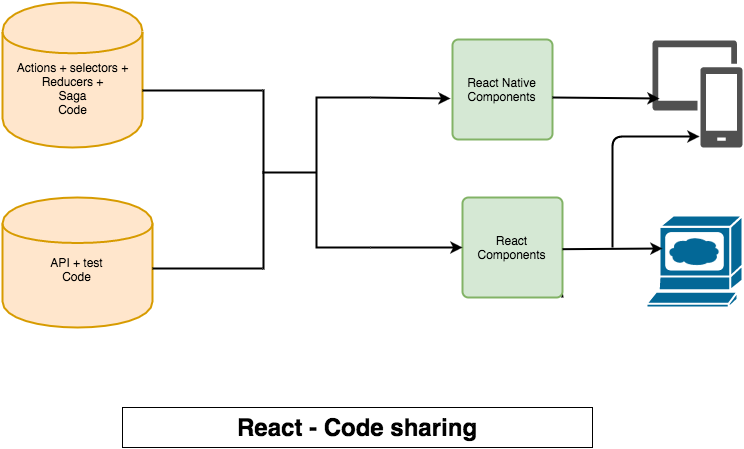 Actions + selectors +
Reducers +
Saga
Code
React Native
Components
API + test
Code
React
Components
React - Code sharing